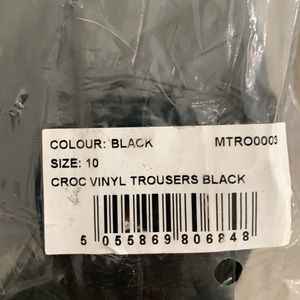 COLOUR: BLACK MTRO0003
SIZE: 10
CROC VINYL TROUSERS BLACK
5 055869 806848